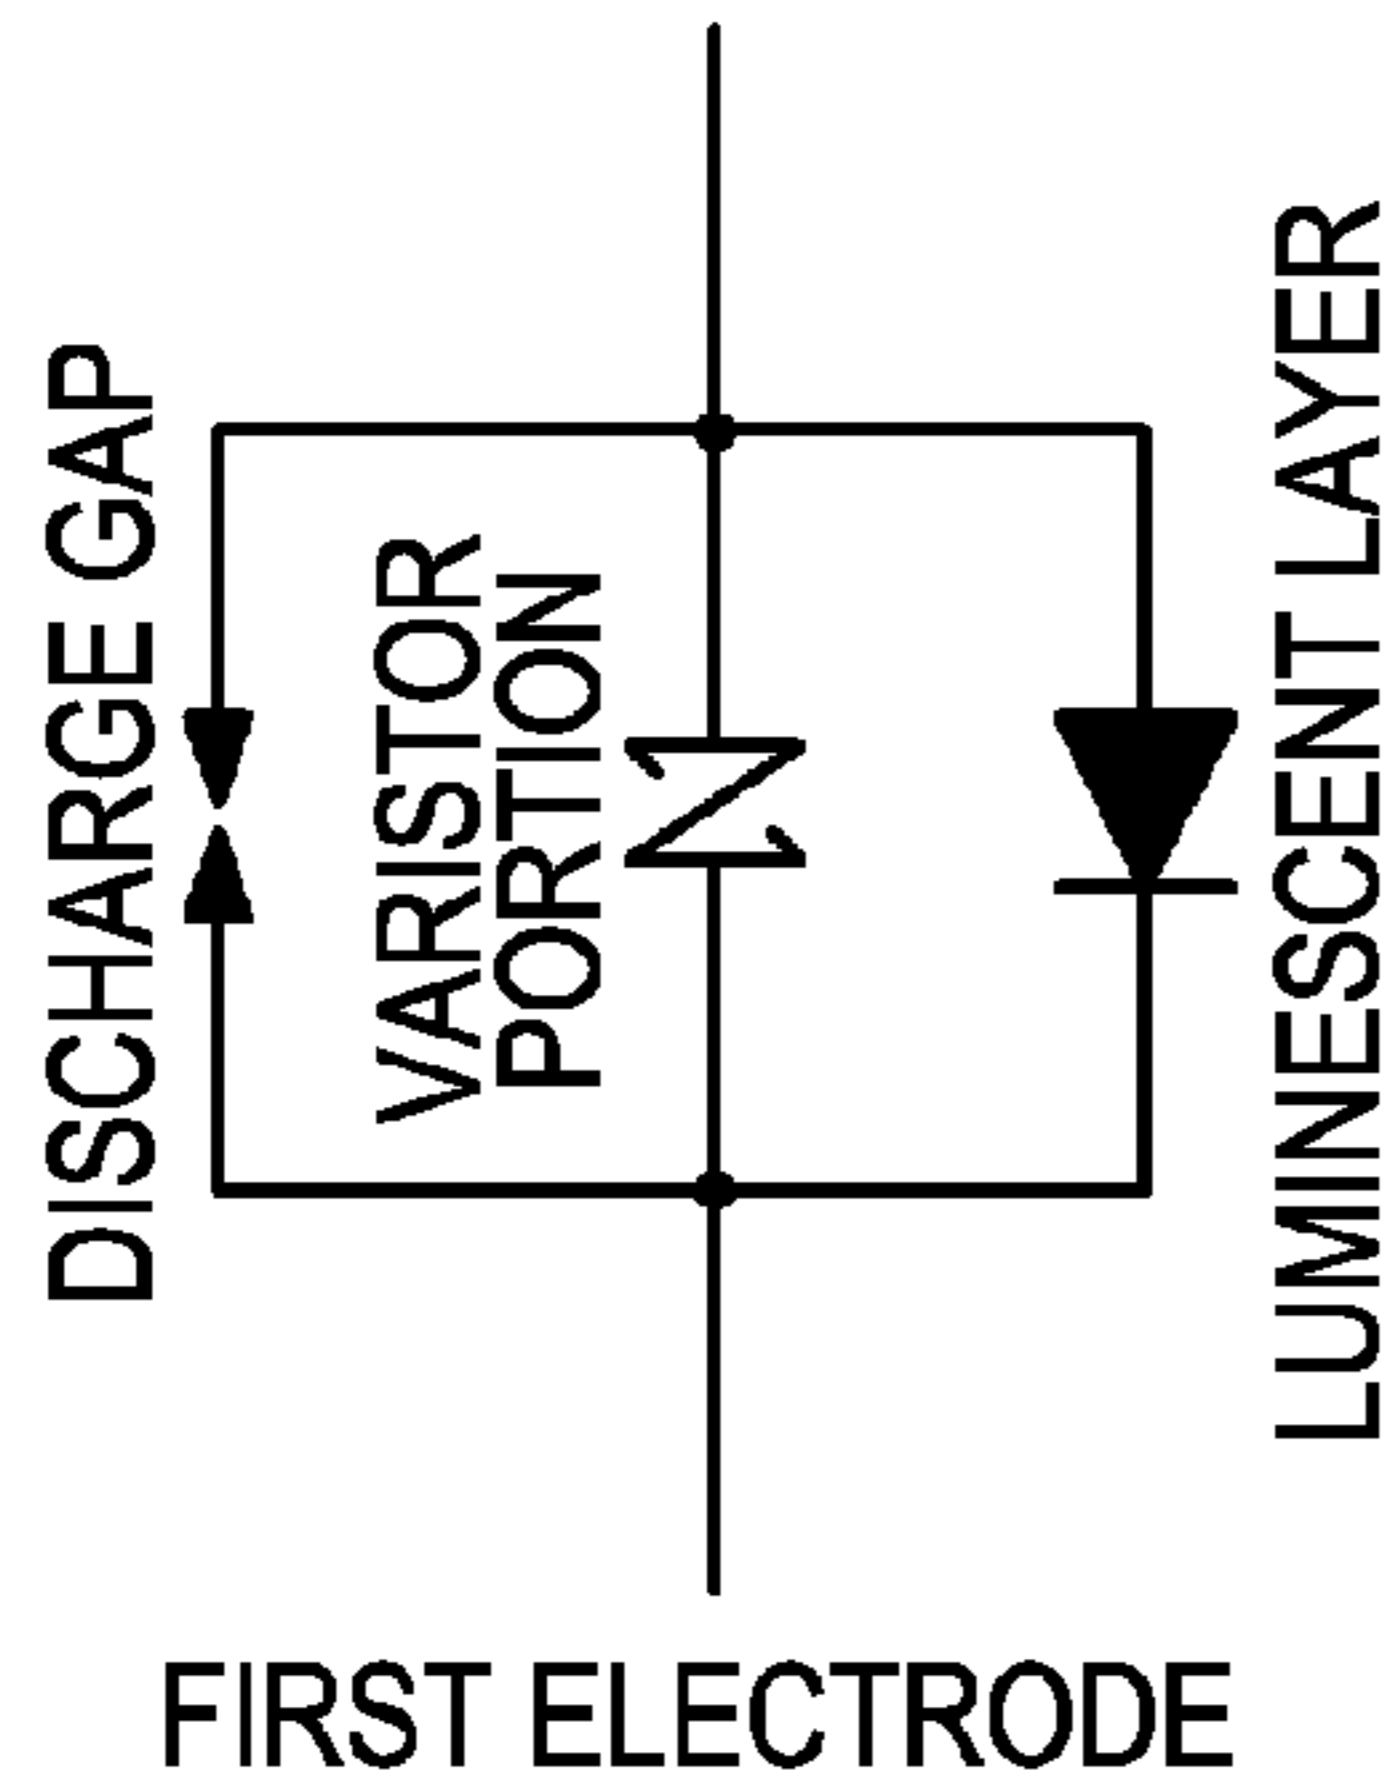 DISCHARGE GAP
VARISTOR
PORTION
LUMINESCENT LAYER
FIRST ELECTRODE